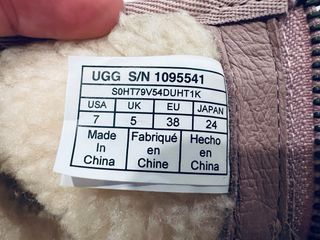 UGG S/N 1095541
S0HT79V54DUHT1K
USA UK EU JAPAN
7 5 38 24
Made Fabriqué Hecho
In en en
China Chine China